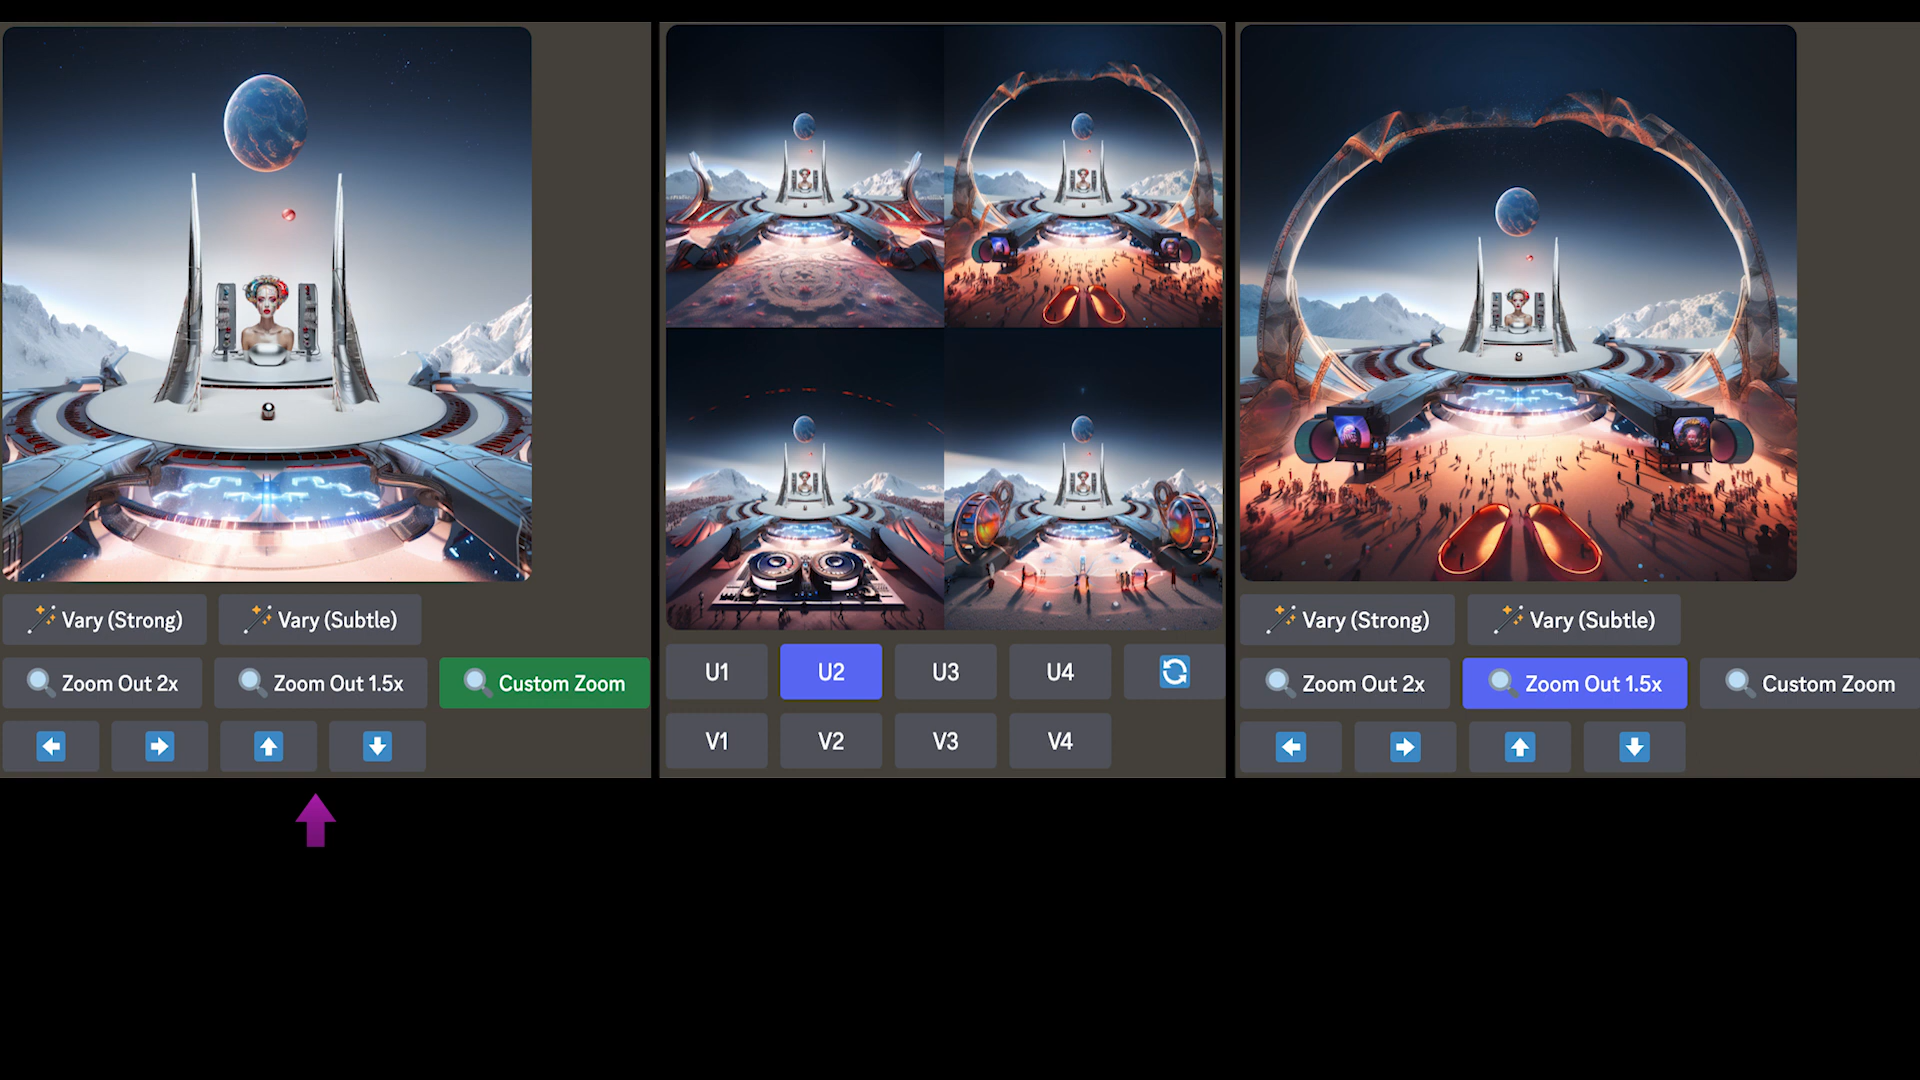 Vary (Strong) Vary (Subtle)
Zoom Out 2x Zoom Out 1.5x Custom Zoom
U1 U2 U3 U4
V1 V2 V3 V4
Vary (Strong) Vary (Subtle)
Zoom Out 2x Zoom Out 1.5x Custom Zoom